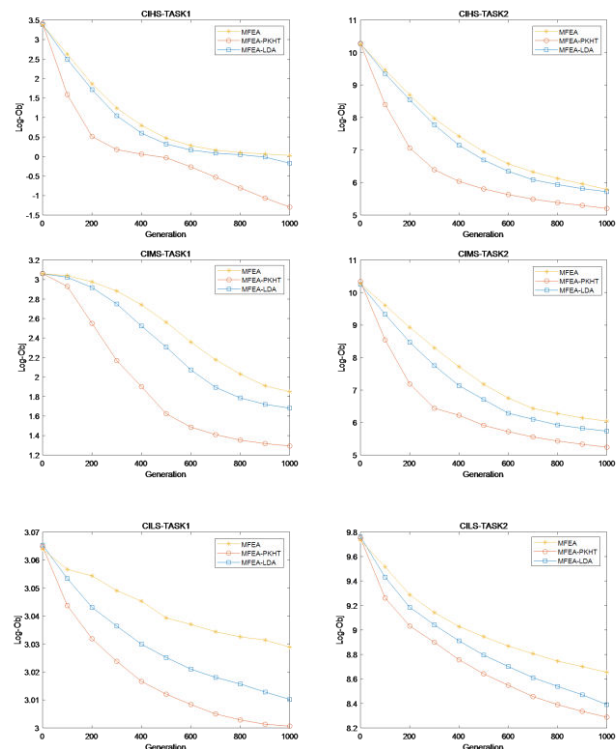 CIHS-TASK1
3.5
3
2.5
2
1.5
1
0.5
0
-0.5
-1
-1.5
Log-Obj
0 200 400 600 800 1000
Generation
MFEA
MFEA-PKHT
MFEA-LDA
CIHS-TASK2
11
10
9
8
7
6
5
Log-Obj
0 200 400 600 800 1000
Generation
MFEA
MFEA-PKHT
MFEA-LDA
CIMS-TASK1
3.2
3
2.8
2.6
2.4
2.2
2
1.8
1.6
1.4
1.2
Log-Obj
0 200 400 600 800 1000
Generation
MFEA
MFEA-PKHT
MFEA-LDA
CIMS-TASK2
11
10
9
8
7
6
5
Log-Obj
0 200 400 600 800 1000
Generation
MFEA
MFEA-PKHT
MFEA-LDA
CILS-TASK1
3.07
3.06
3.05
3.04
3.03
3.02
3.01
3
Log-Obj
0 200 400 600 800 1000
Generation
MFEA
MFEA-PKHT
MFEA-LDA
CILS-TASK2
9.8
9.6
9.4
9.2
9
8.8
8.6
8.4
8.2
Log-Obj
0 200 400 600 800 1000
Generation
MFEA
MFEA-PKHT
MFEA-LDA